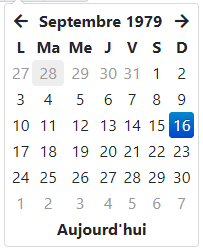 Septembre 1979
L Ma Me J V S D
27 28 29 30 31 1 2
3 4 5 6 7 8 9
10 11 12 13 14 15 16
17 18 19 20 21 22 23
24 25 26 27 28 29 30
1 2 3 4 5 6 7
Aujourd'hui